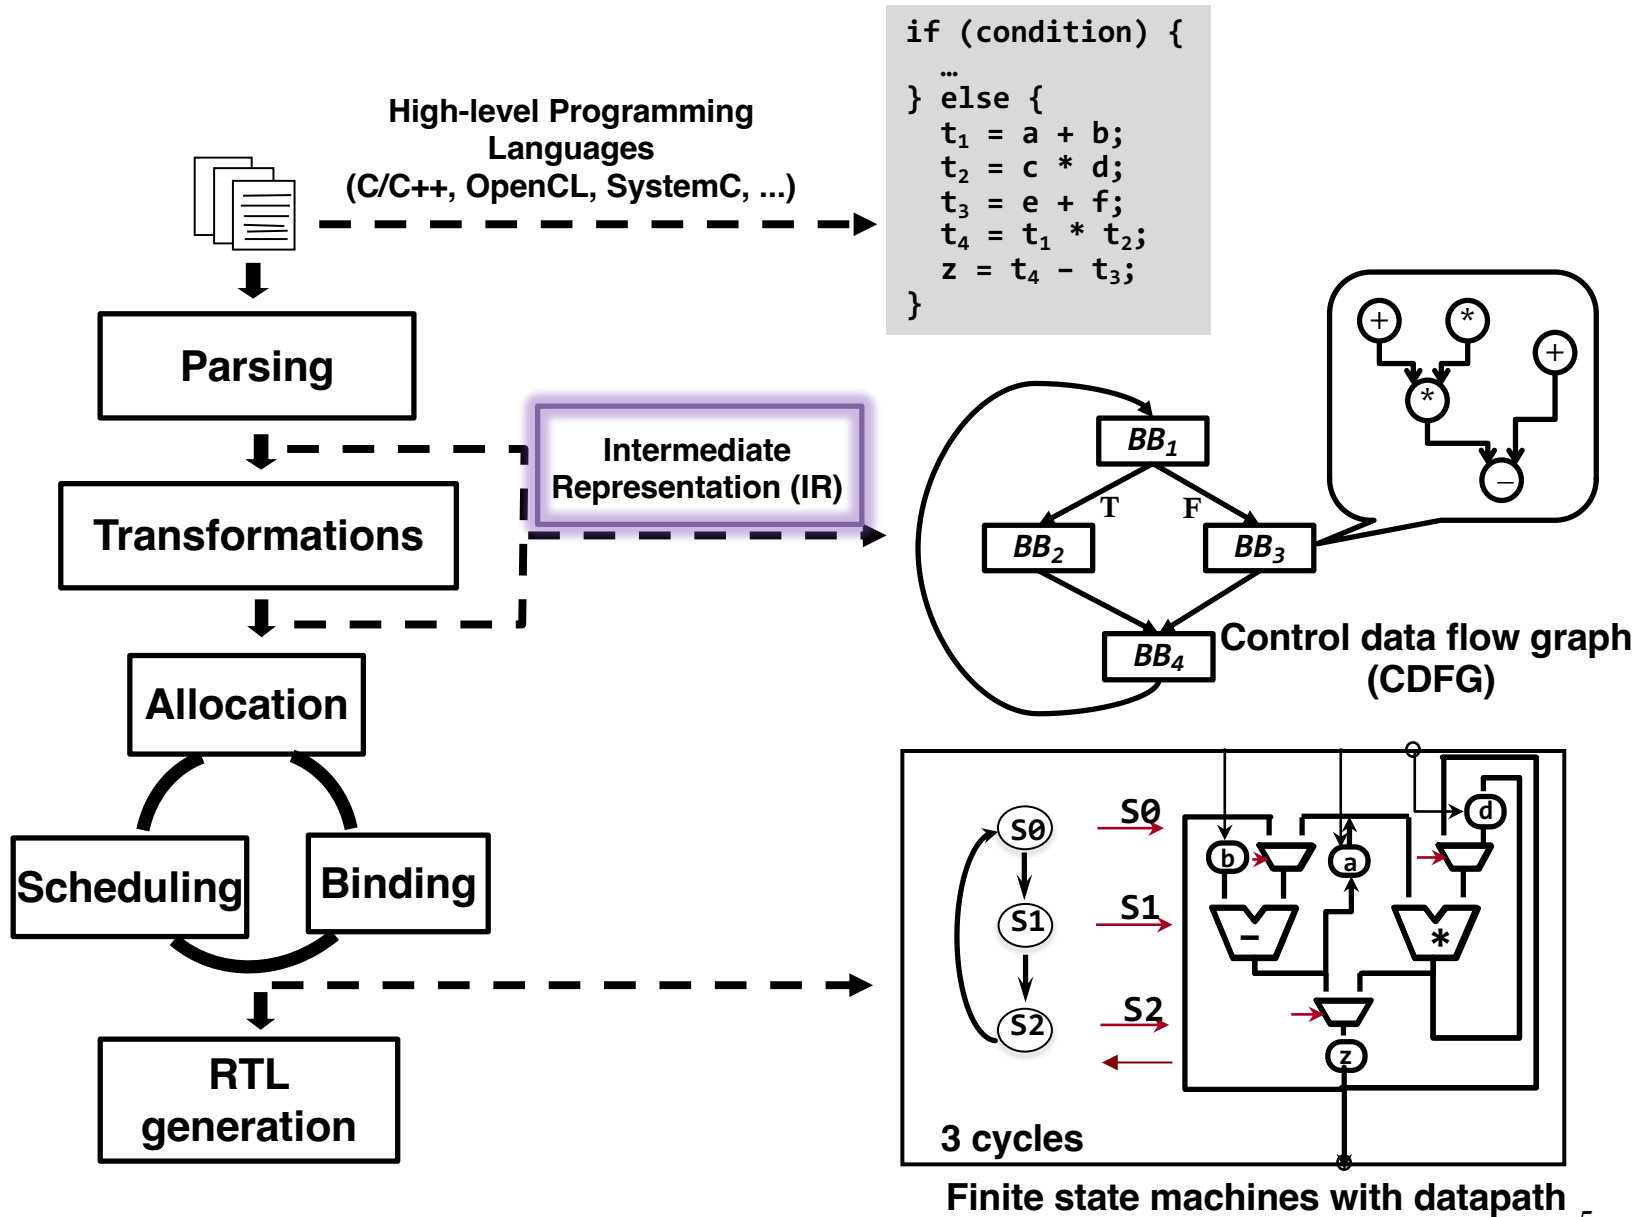 if (condition) {
…
} else {
t₁ = a + b;
t₂ = c * d;
t₃ = e + f;
t₄ = t₁ * t₂;
z = t₄ – t₃;
}
High-level Programming
Languages
(C/C++, OpenCL, SystemC, ...)
Parsing
Intermediate
Representation (IR)
Transformations
Allocation
Scheduling
Binding
RTL
generation
+
*
+
*
–
BB₁
T
F
BB₂
BB₃
BB₄
Control data flow graph
(CDFG)
S0
S1
S2
S0
S1
S2
b
a
d
–
*
z
3 cycles
Finite state machines with datapath